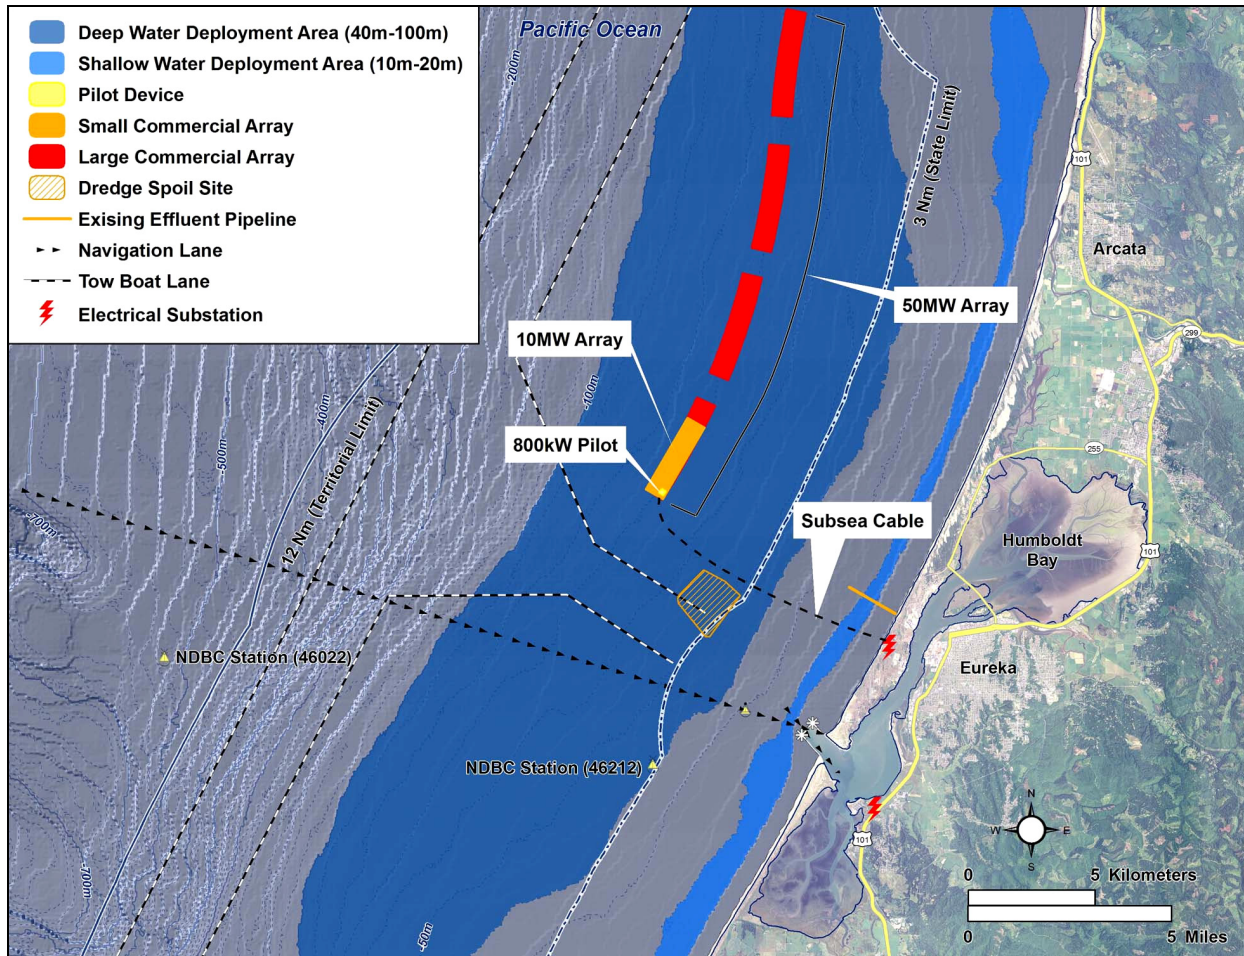 Deep Water Deployment Area (40m-100m)
Shallow Water Deployment Area (10m-20m)
Pilot Device
Small Commercial Array
Large Commercial Array
Dredge Spoil Site
Exising Effluent Pipeline
Navigation Lane
Tow Boat Lane
Electrical Substation
Pacific Ocean
-200m
3 Nm (State Limit)
101
Arcata
50MW Array
299
10MW Array
-100m
-400m
12 Nm (Territorial Limit)
-500m
800kW Pilot
255
-700m
Subsea Cable
Humboldt
Bay
101
NDBC Station (46022)
Eureka
NDBC Station (46212)
N
W
E
S
101
-700m
-50m
0
5 Kilometers
0
5 Miles